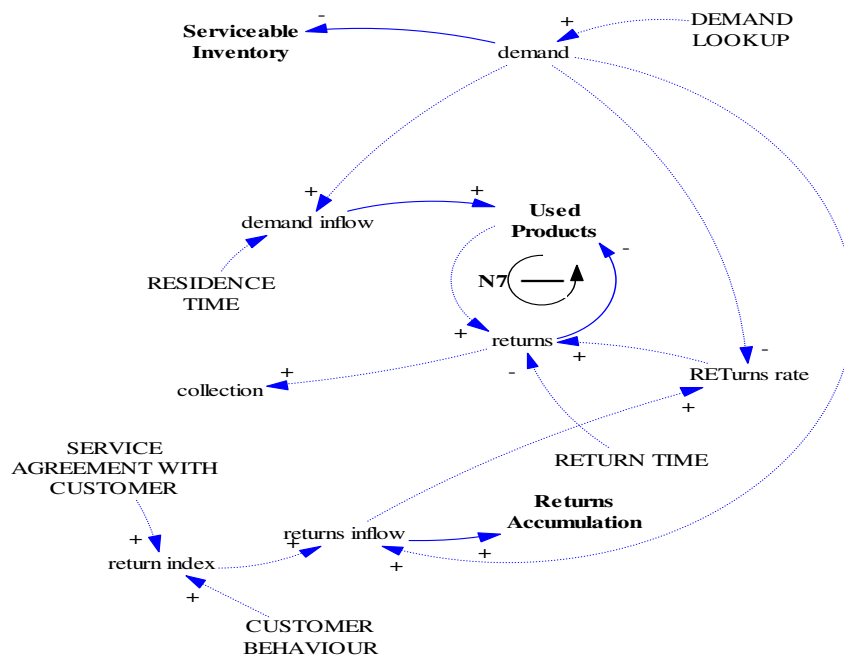 -
+
DEMAND
LOOKUP
Serviceable
Inventory
demand
+
+
demand inflow
Used
Products
-
RESIDENCE
TIME
N7
+
returns
+
-
-
RETurns rate
+
+
collection
RETURN TIME
SERVICE
AGREEMENT WITH
CUSTOMER
Returns
Accumulation
+
returns inflow
+
+
+
return index
+
CUSTOMER
BEHAVIOUR